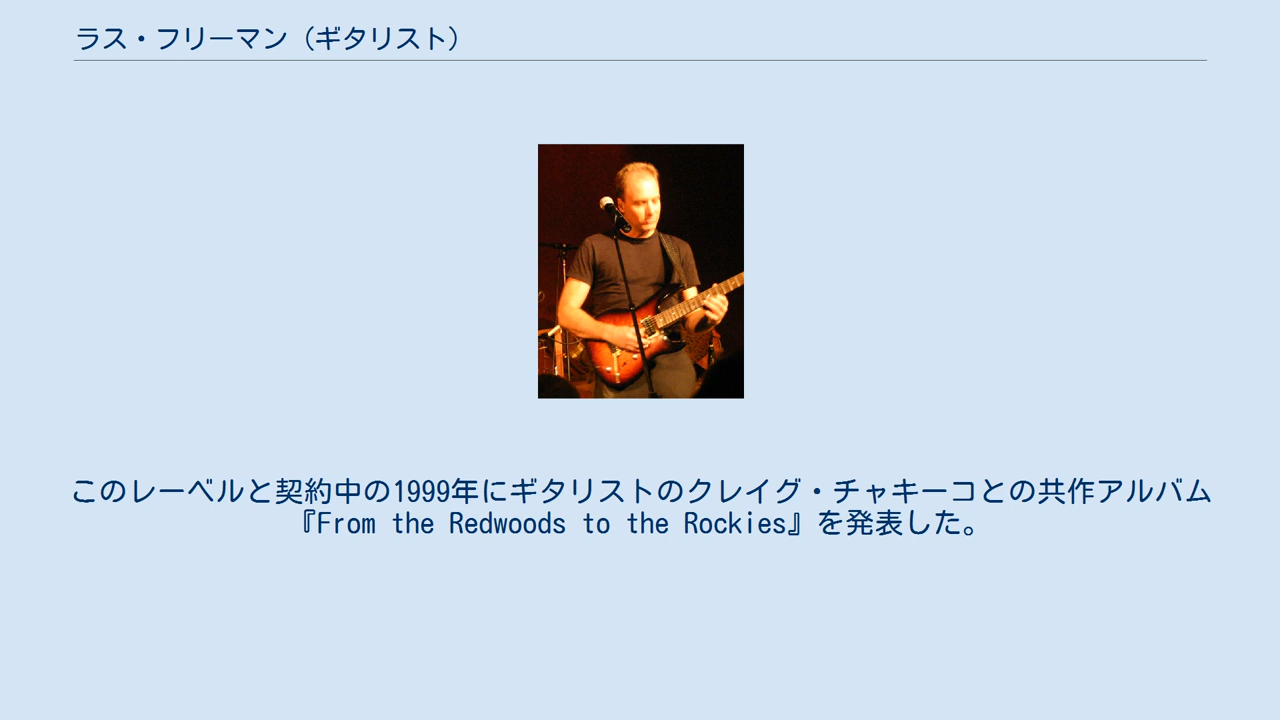 ラス・フリーマン（ギタリスト）
このレーベルと契約中の1999年にギタリストのクレイグ・チャキーコとの共作アルバム
『From the Redwoods to the Rockies』を発表した。